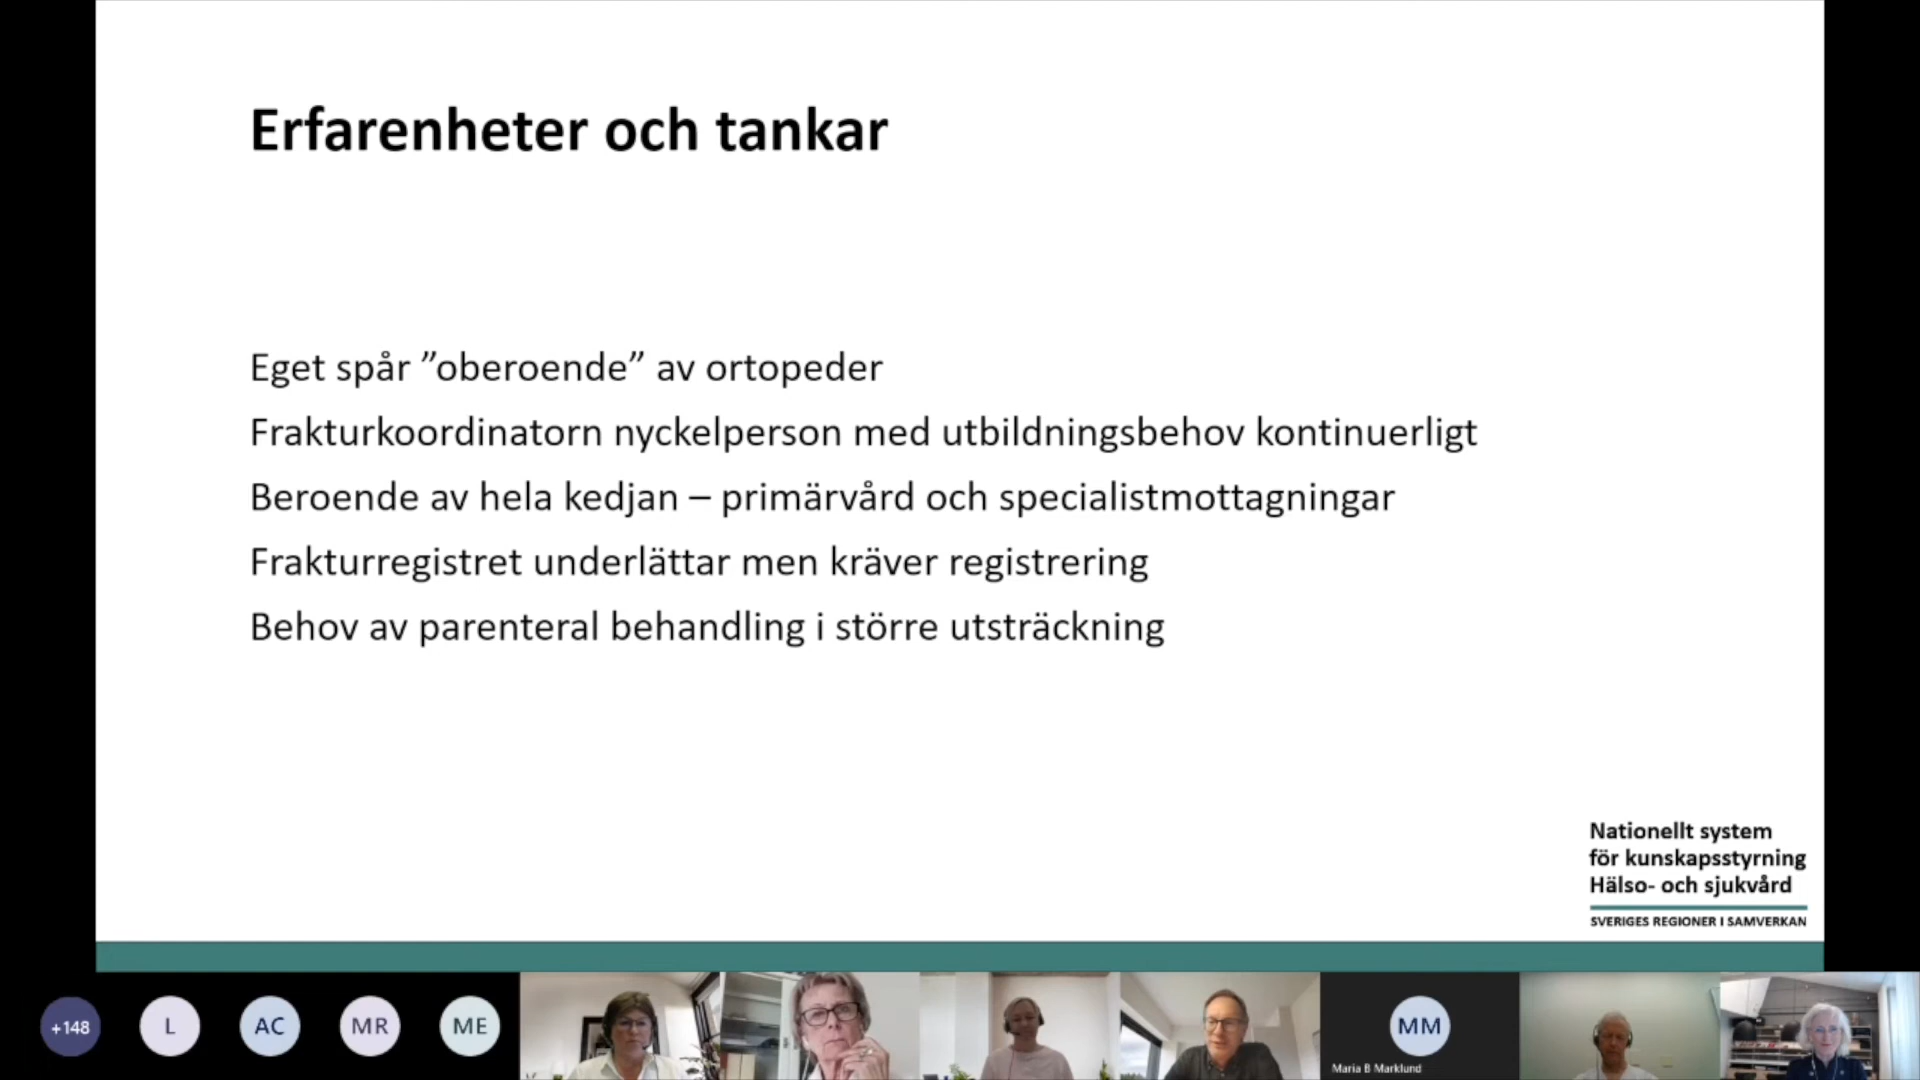 Erfarenheter och tankar
Eget spår ”oberoende” av ortopeder
Frakturkoordinatorn nyckelperson med utbildningsbehov kontinuerligt
Beroende av hela kedjan – primärvård och specialistmottagningar
Frakturregistret underlättar men kräver registrering
Behov av parenteral behandling i större utsträckning
Nationellt system
för kunskapsstyrning
Hälso- och sjukvård
SVERIGES REGIONER I SAMVERKAN
+148
L
AC
MR
ME
MM
Maria B Marklund